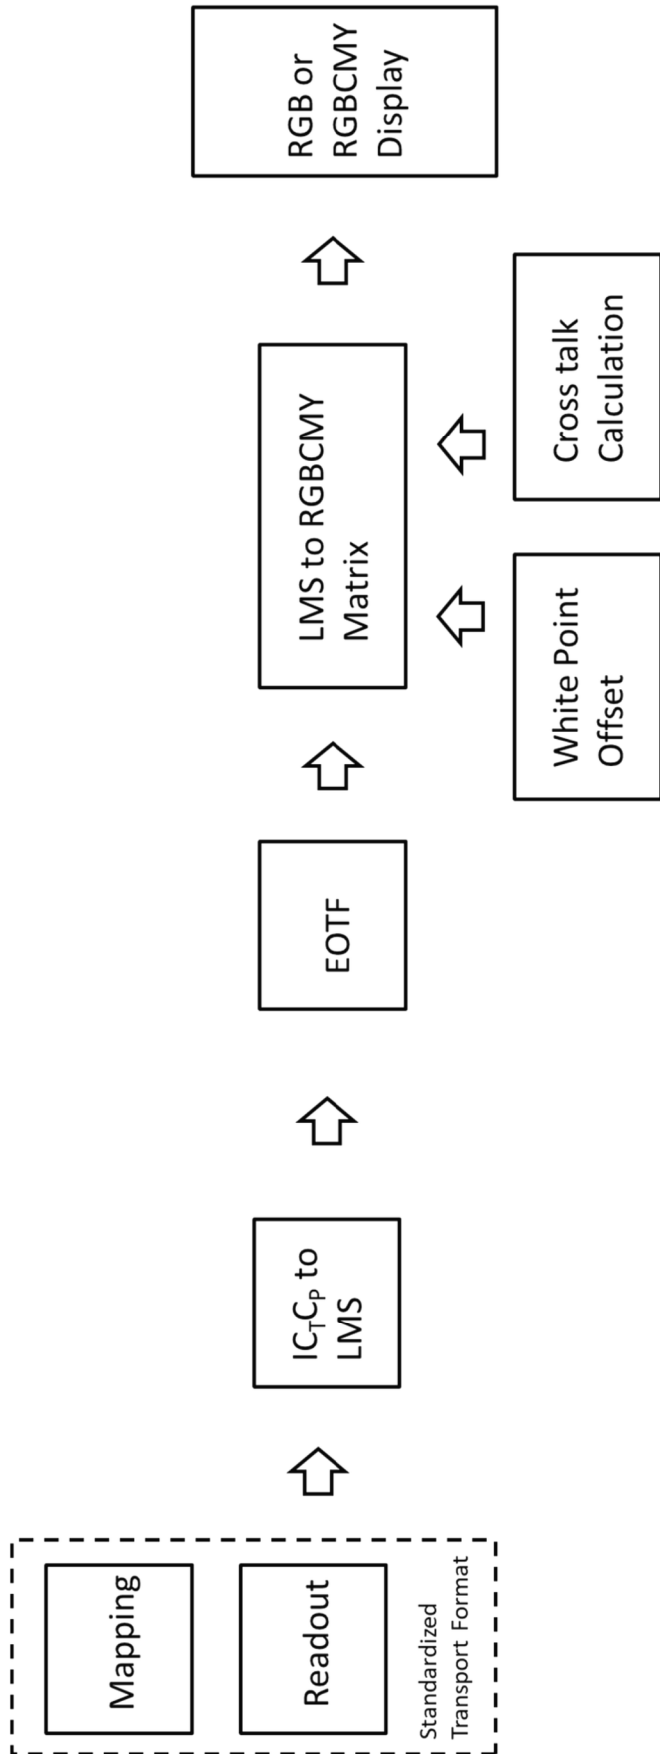 Mapping
Readout
Standardized
Transport Format
IC_TC_P to
LMS
EOTF
LMS to RGBCMY
Matrix
White Point
Offset
Cross talk
Calculation
RGB or
RGBCMY
Display